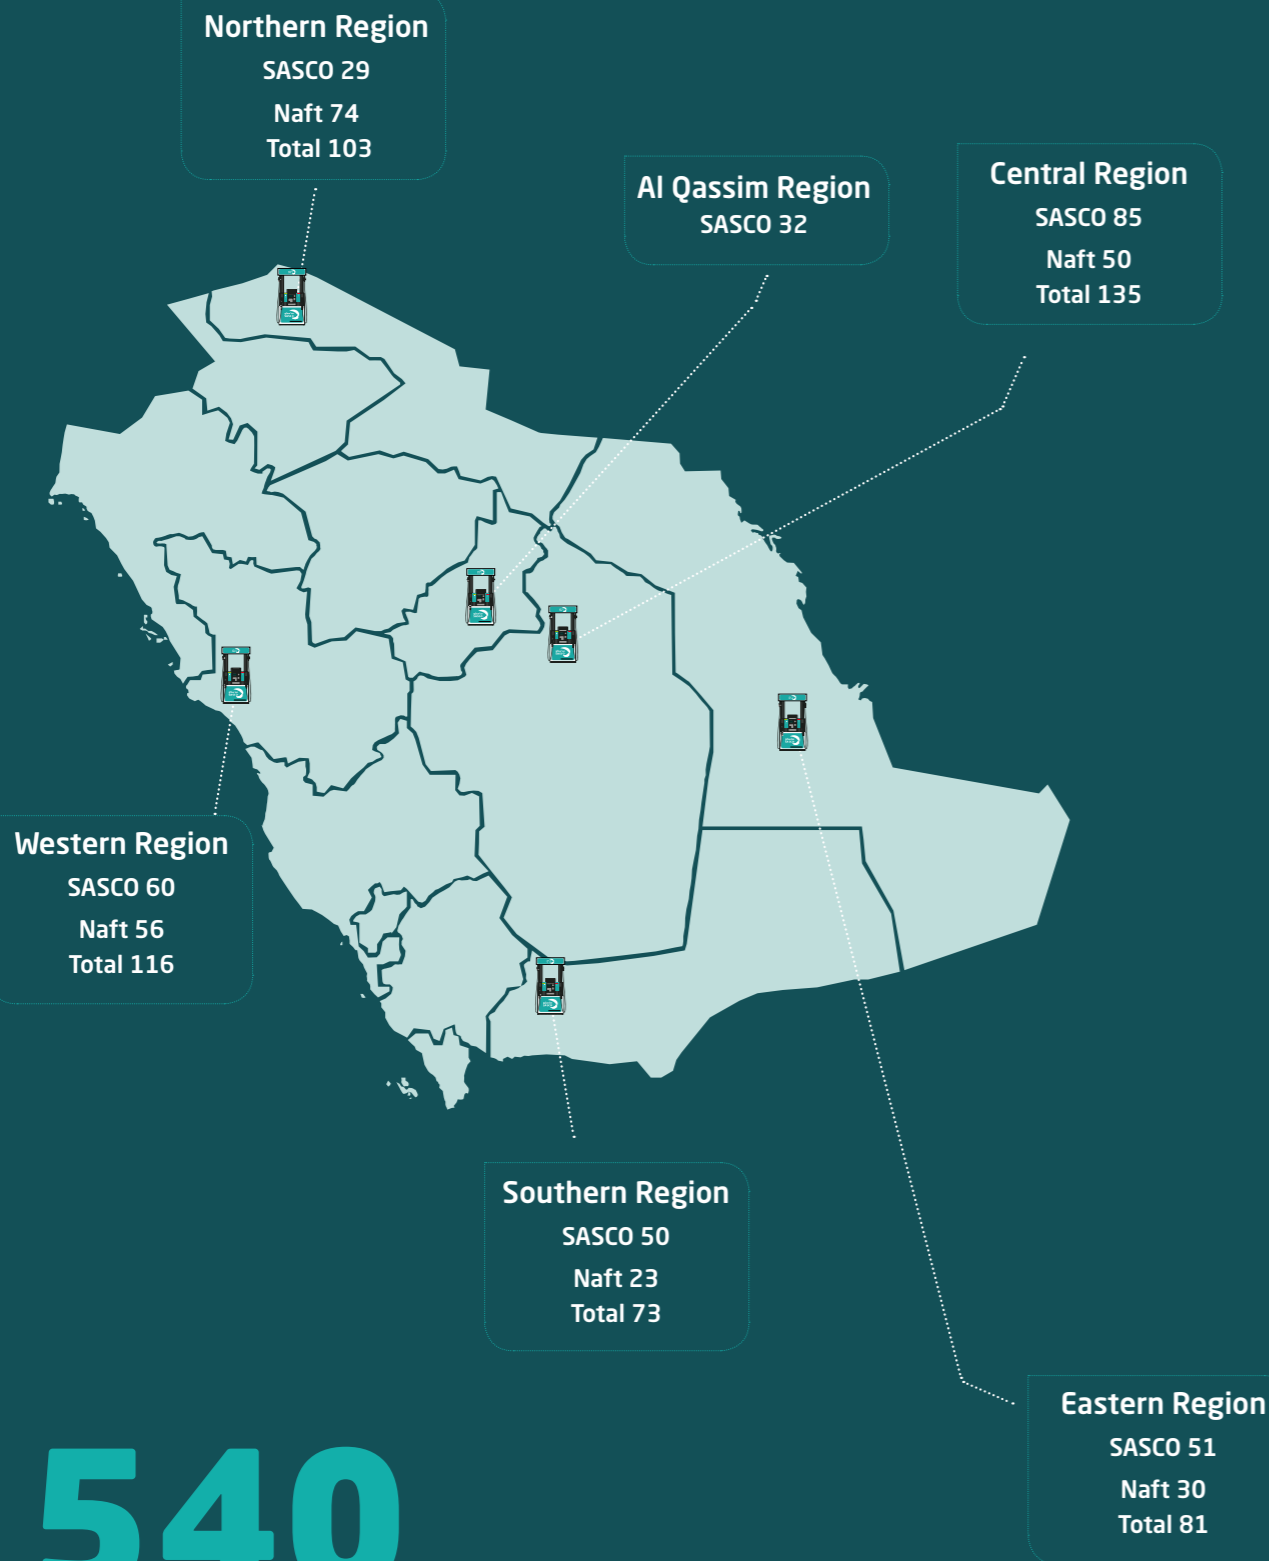 Northern Region
SASCO 29
Naft 74
Total 103
Al Qassim Region
SASCO 32
Central Region
SASCO 85
Naft 50
Total 135
Western Region
SASCO 60
Naft 56
Total 116
Southern Region
SASCO 50
Naft 23
Total 73
Eastern Region
SASCO 51
Naft 30
Total 81
540